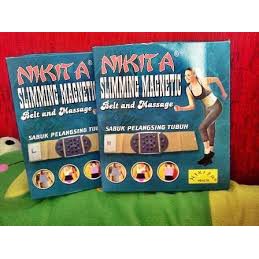 NIKITA®
SLIMMING MAGNETIC
Belt and Massage
SABUK PELANGSING TUBUH
NIKITA®
SLIMMING MAGNETIC
Belt and Massage
SABUK PELANGSING TUBUH